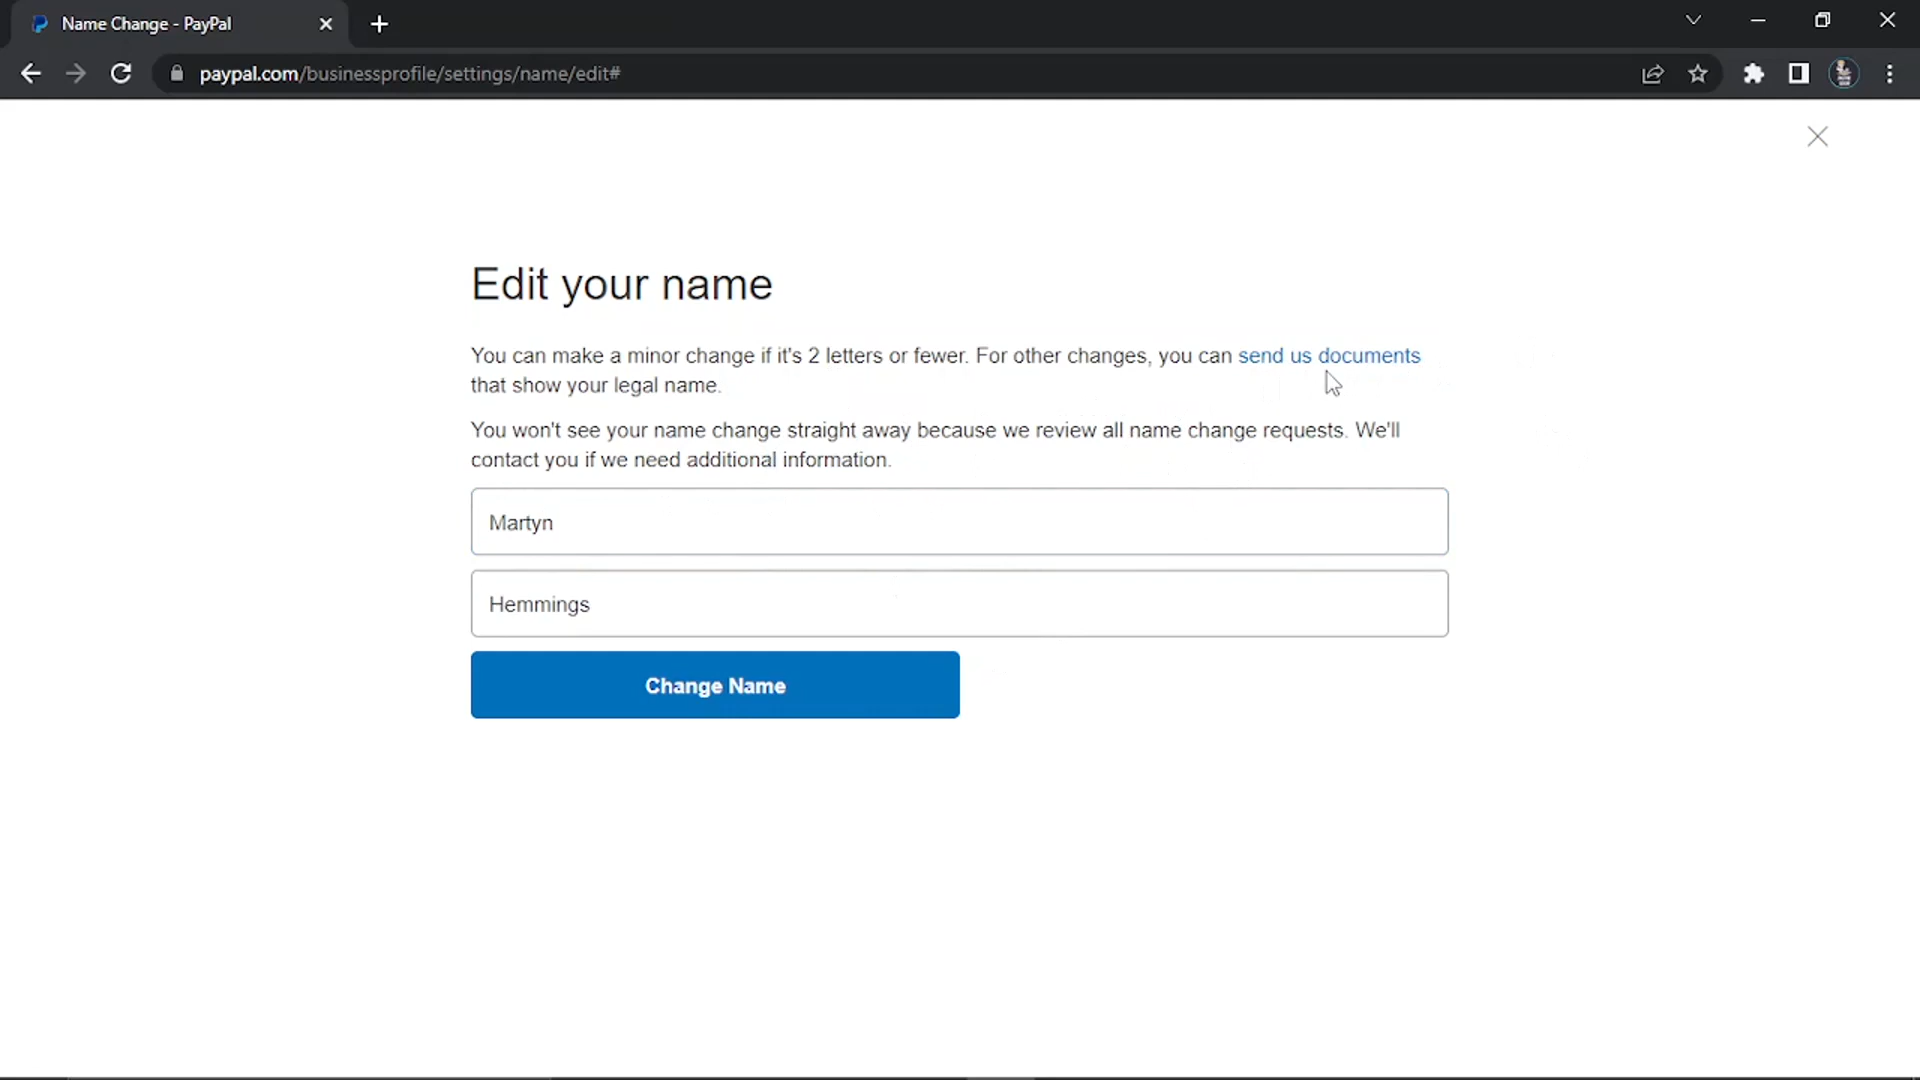 Name Change - PayPal
paypal.com/businessprofile/settings/name/edit#
Edit your name
You can make a minor change if it's 2 letters or fewer. For other changes, you can send us documents
that show your legal name.
You won't see your name change straight away because we review all name change requests. We'll
contact you if we need additional information.
Martyn
Hemmings
Change Name